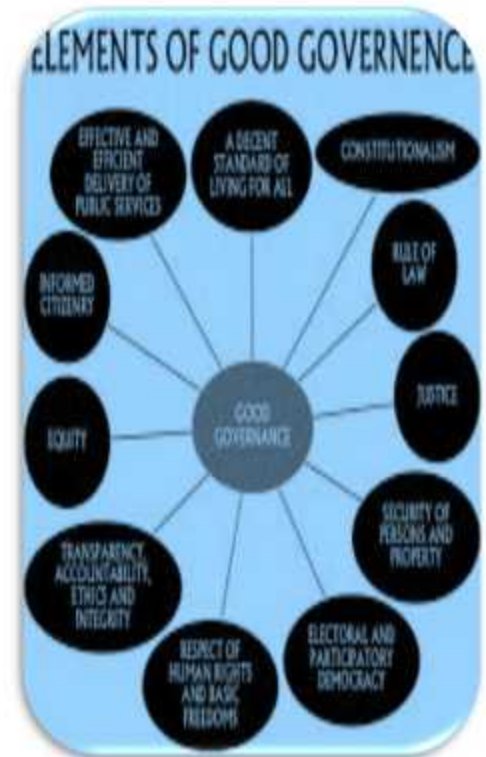 ELEMENTS OF GOOD GOVERNENCE
EFFECTIVE AND
EFFICIENT
DELIVERY OF
PUBLIC SERVICES
A DECENT
STANDARD OF
LIVING FOR ALL
CONSTITUTIONALISM
RULE OF
LAW
JUSTICE
SECURITY OF
PERSONS AND
PROPERTY
ELECTORAL AND
PARTICIPATORY
DEMOCRACY
RESPECT OF
HUMAN RIGHTS
AND BASIC
FREEDOMS
TRANSPARENCY,
ACCOUNTABILITY,
ETHICS AND
INTEGRITY
EQUITY
INFORMED
CITIZENRY
GOOD
GOVERNANCE